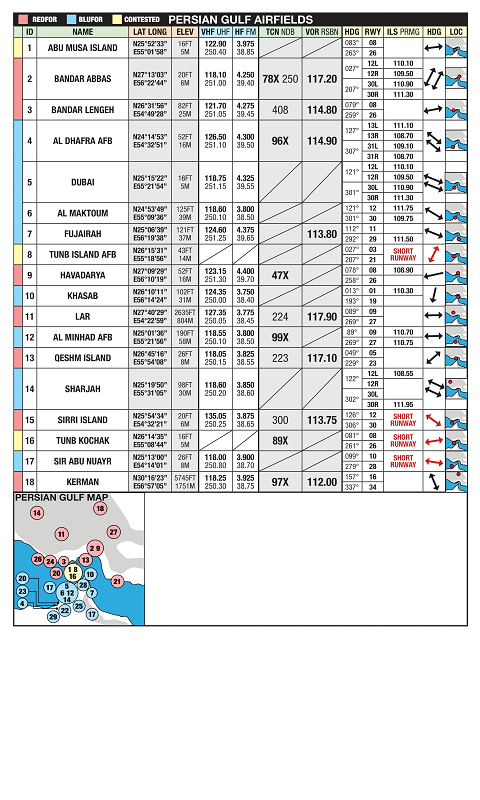 REDFOR BLUFOR CONTESTED PERSIAN GULF AIRFIELDS
ID NAME LAT LONG ELEV VHF UHF HF FM TCN NDB VOR RSBN HDG RWY ILS PRMG HDG LOC
1 ABU MUSA ISLAND N25°52'33" E55°01'58" 16FT 5M 122.90 250.40 3.975 38.85 083° 08 263° 26
2 BANDAR ABBAS N27°13'03" E56°22'44" 20FT 6M 118.10 251.00 4.250 39.40 78X 250 117.20 027° 12L 110.10 12R 109.50 207° 30L 110.90 30R 111.30
3 BANDAR LENGEH N26°31'56" E54°49'28" 82FT 25M 121.70 251.05 4.275 39.45 408 114.80 079° 08 259° 26
4 AL DHAFRA AFB N24°14'53" E54°32'51" 52FT 16M 126.50 251.10 4.300 39.50 96X 114.90 127° 13L 111.10 13R 108.70 307° 31L 109.10 31R 108.70
5 DUBAI N25°15'22" E55°21'54" 16FT 5M 118.75 251.15 4.325 39.55 121° 12L 110.10 12R 109.50 301° 30L 110.90 30R 111.30
6 AL MAKTOUM N24°53'49" E55°09'36" 125FT 39M 118.60 250.10 3.800 38.50 121° 12 111.75 301° 30 109.75
7 FUJAIRAH N25°06'39" E56°19'38" 121FT 37M 124.60 251.25 4.375 39.65 113.80 112° 11 292° 29 111.50
8 TUNB ISLAND AFB N26°15'31" E55°18'56" 43FT 14M 027° 03 207° 21 SHORT RUNWAY
9 HAVADARYA N27°09'29" E56°10'19" 52FT 16M 123.15 251.30 4.400 39.70 47X 078° 08 108.90 258° 26
10 KHASAB N26°10'11" E56°14'24" 102FT 31M 124.35 250.00 3.750 38.40 013° 01 110.30 193° 19
11 LAR N27°40'29" E54°22'59" 2635FT 804M 127.35 250.05 3.775 38.45 224 117.90 089° 09 269° 27
12 AL MINHAD AFB N25°01'36" E55°21'56" 190FT 58M 118.55 250.10 3.800 38.50 99X 89° 09 110.70 269° 27 110.75
13 QESHM ISLAND N26°45'16" E55°54'08" 26FT 8M 118.05 250.15 3.825 38.55 223 117.10 049° 05 229° 23
14 SHARJAH N25°19'50" E55°31'05" 98FT 30M 118.60 250.20 3.850 38.60 122° 12L 108.55 12R 302° 30L 30R 111.95
15 SIRRI ISLAND N25°54'34" E54°32'21" 20FT 6M 135.05 250.25 3.875 38.65 300 113.75 126° 12 306° 30 SHORT RUNWAY
16 TUNB KOCHAK N26°14'35" E55°08'44" 16FT 5M 89X 081° 08 261° 26 SHORT RUNWAY
17 SIR ABU NUAYR N25°13'00" E54°14'01" 26FT 8M 118.00 250.80 3.900 38.70 099° 10 279° 28 SHORT RUNWAY
18 KERMAN N30°16'23" E56°57'05" 5745FT 1751M 118.25 250.30 3.925 38.75 97X 112.00 157° 16 337° 34
PERSIAN GULF MAP
14 18
11 27
2 9
26 24 3 13
20 1 8 16 10 21
20 17 5 28
23 6 12 7
4 14 25
29 22 17